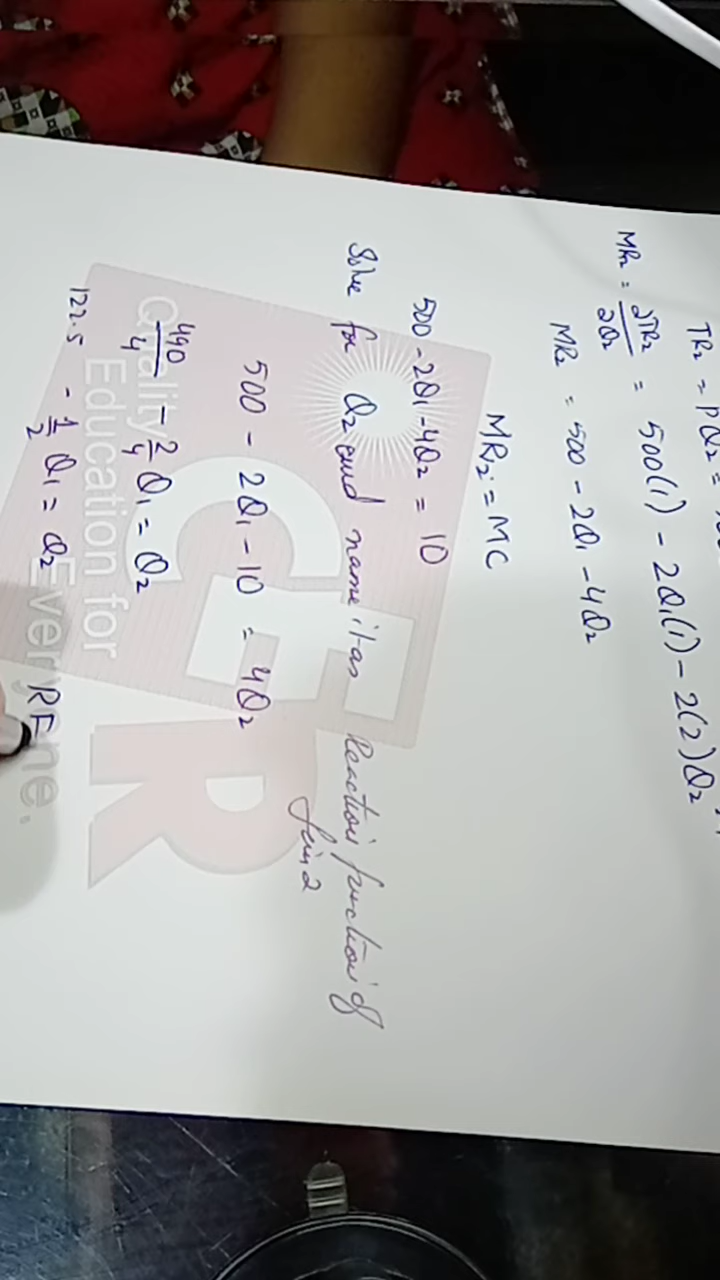 TR₂ = PQ₂ =
MR₂ = ∂TR₂/∂Q₂ = 500(1) - 2Q₁(1) - 2(2)Q₂
MR₂ = 500 - 2Q₁ - 4Q₂
MR₂ = MC
500 - 2Q₁ - 4Q₂ = 10
Solve for Q₂ and name it as Reaction function of
firm 2
500 - 2Q₁ - 10 = 4Q₂
490/4 - 2/4 Q₁ = Q₂
122.5 - 1/2 Q₁ = Q₂ RF
CER
Quality
Education for
Everyone.